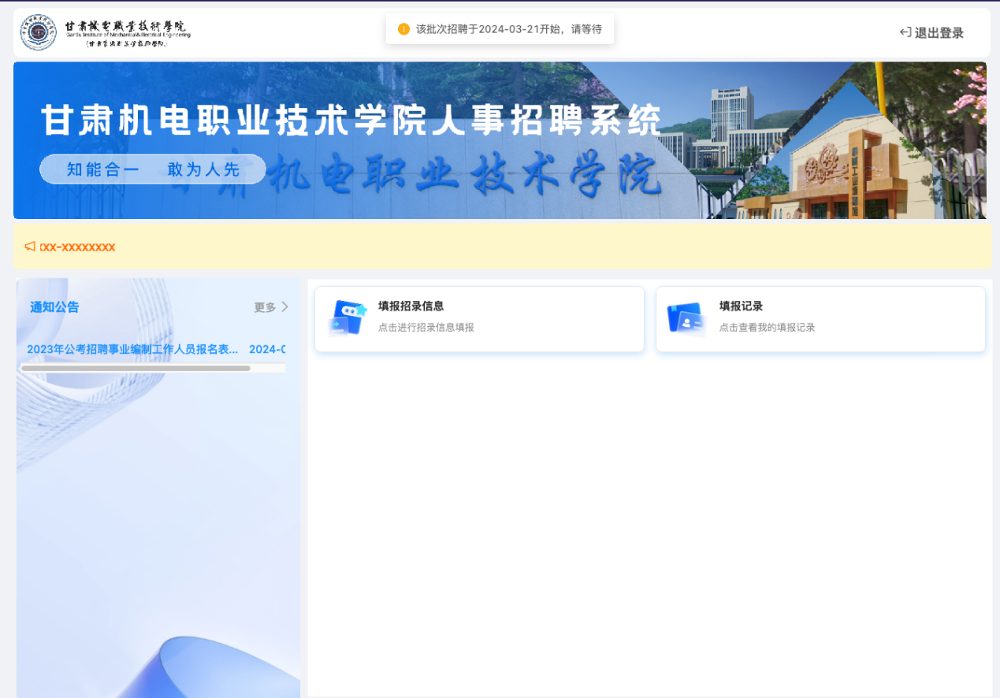 甘肅機電職業技術學院
GanSu Institute of Mechanical&Electrical Engineering
该批次招聘于2024-03-21开始，请等待
退出登录
甘肃机电职业技术学院人事招聘系统
知能合一 敢为人先
甘肃机电职业技术学院
xx-xxxxxxxx
通知公告
更多
2023年公考招聘事业编制工作人员报名表... 2024-0
填报招录信息
点击进行招录信息填报
填报记录
点击查看我的填报记录